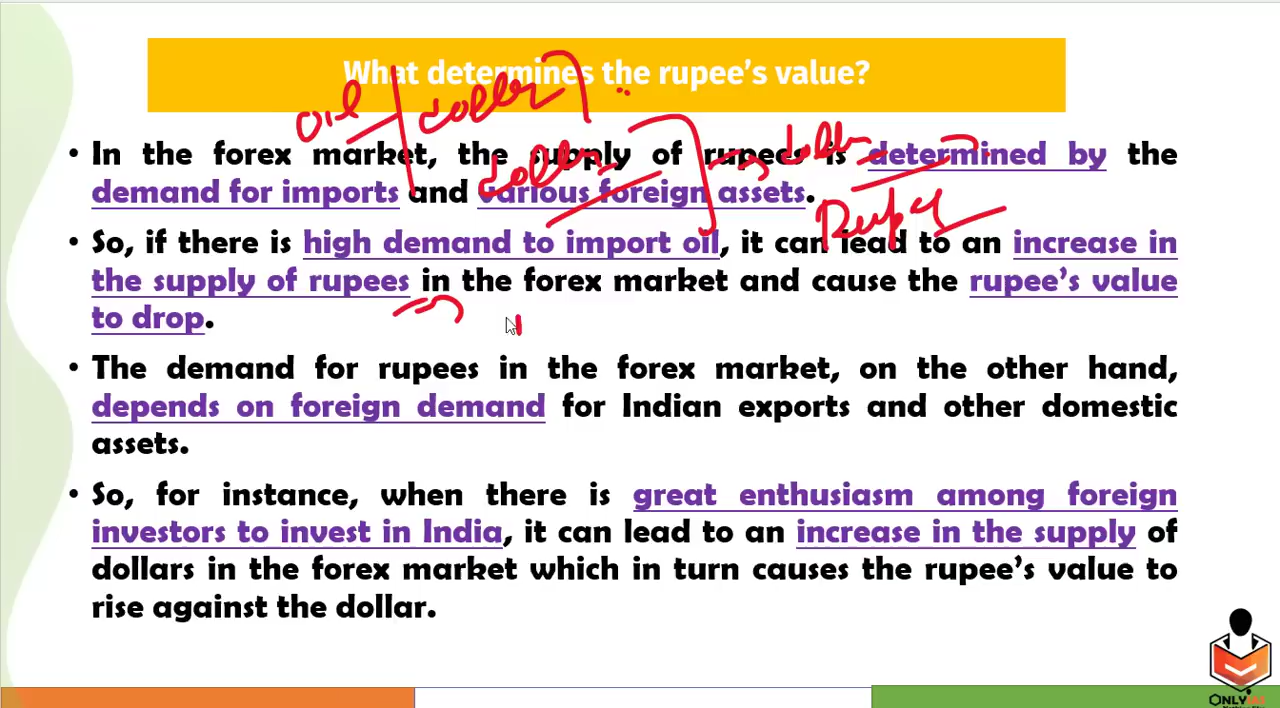 What determines the rupee's value?
oil
dollar
• In the forex market, the supply of rupees is determined by the
dollar
dollar
demand for imports and various foreign assets.
Rupey
• So, if there is high demand to import oil, it can lead to an increase in
the supply of rupees in the forex market and cause the rupee's value
to drop.
• The demand for rupees in the forex market, on the other hand,
depends on foreign demand for Indian exports and other domestic
assets.
• So, for instance, when there is great enthusiasm among foreign
investors to invest in India, it can lead to an increase in the supply of
dollars in the forex market which in turn causes the rupee's value to
rise against the dollar.
ONLYIAS